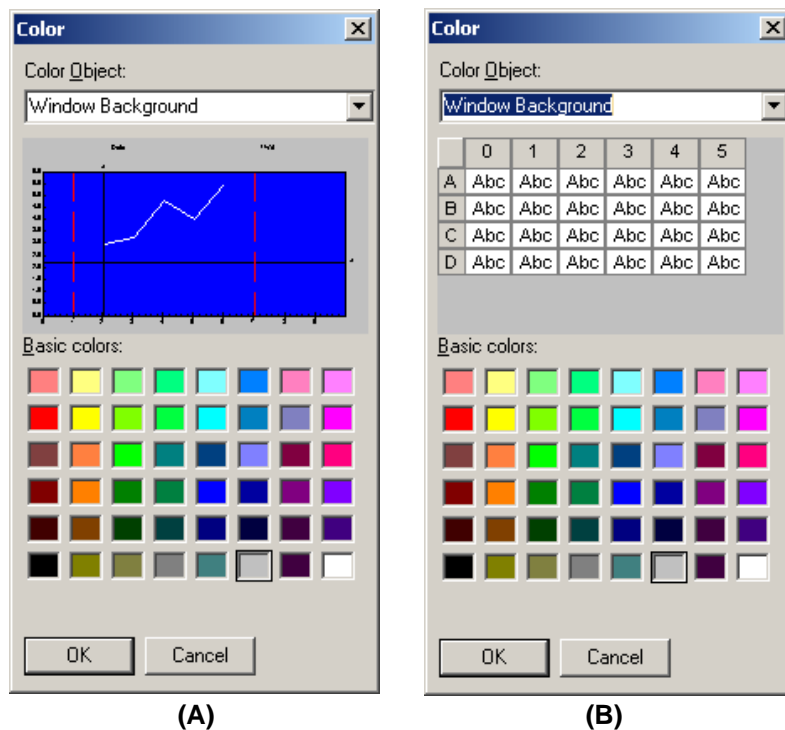 Color
Color Object:
Window Background
Basic colors:
OK Cancel
(A)
Color
Color Object:
Window Background
0 1 2 3 4 5
A Abc Abc Abc Abc Abc Abc
B Abc Abc Abc Abc Abc Abc
C Abc Abc Abc Abc Abc Abc
D Abc Abc Abc Abc Abc Abc
Basic colors:
OK Cancel
(B)